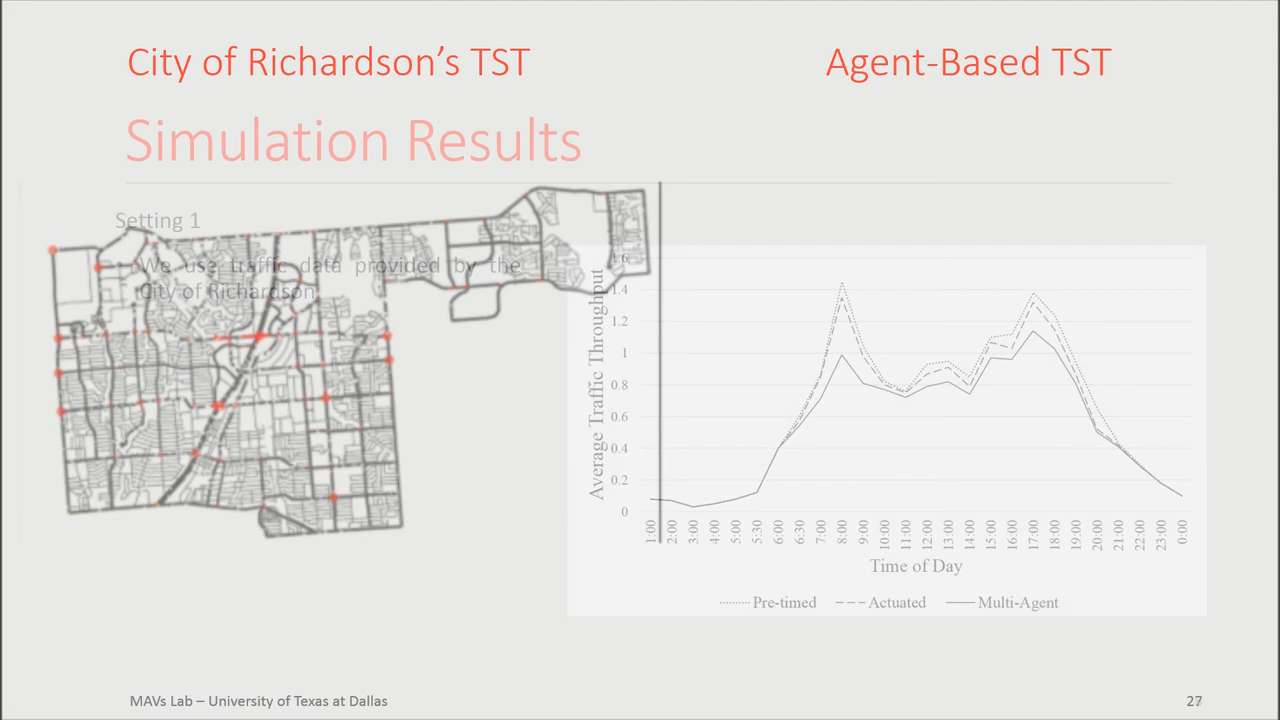 City of Richardson's TST
Agent-Based TST
Simulation Results
Setting 1
• We use traffic data provided by the
City of Richardson
Average Traffic Throughput
1.6
1.4
1.2
1
0.8
0.6
0.4
0.2
0
1:00 2:00 3:00 4:00 5:00 5:30 6:00 6:30 7:00 8:00 9:00 10:00 11:00 12:00 13:00 14:00 15:00 16:00 17:00 18:00 19:00 20:00 21:00 22:00 23:00 0:00
Time of Day
Pre-timed Actuated Multi-Agent
MAVs Lab – University of Texas at Dallas